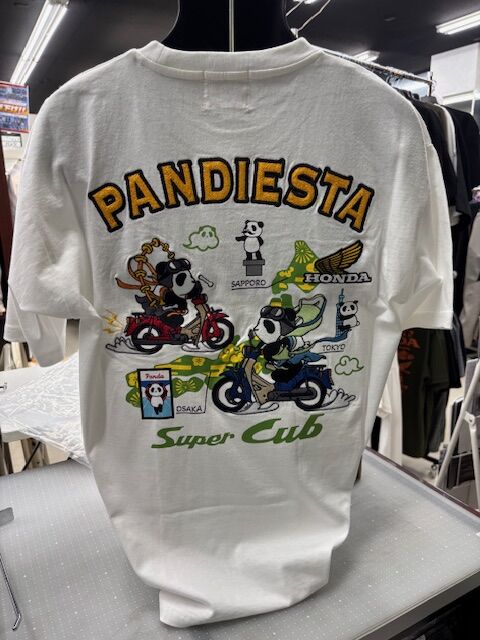 PANDIESTA
SAPPORO
HONDA
TOKYO
Panda
OSAKA
Super Cub